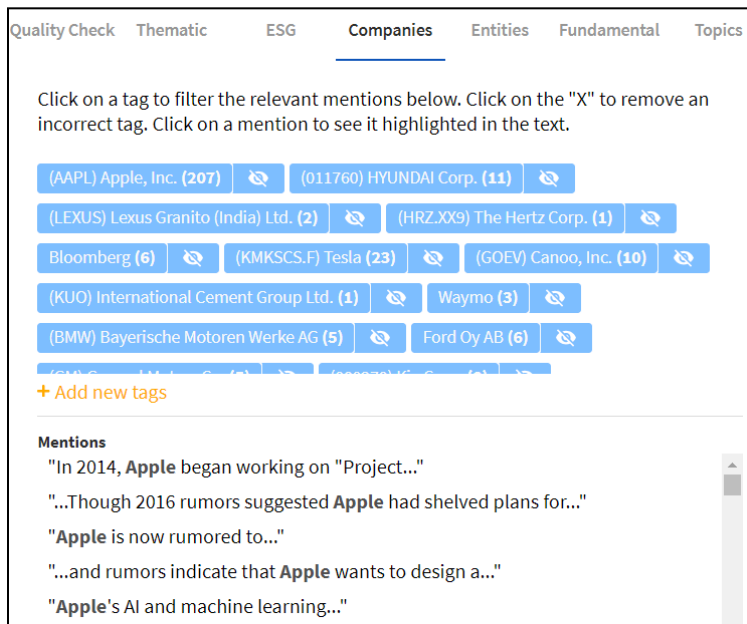 Quality Check Thematic ESG Companies Entities Fundamental Topics
Click on a tag to filter the relevant mentions below. Click on the "X" to remove an
incorrect tag. Click on a mention to see it highlighted in the text.
(AAPL) Apple, Inc. (207) (011760) HYUNDAI Corp. (11)
(LEXUS) Lexus Granito (India) Ltd. (2) (HRZ.XX9) The Hertz Corp. (1)
Bloomberg (6) (KMKSCS.F) Tesla (23) (GOEV) Canoo, Inc. (10)
(KUO) International Cement Group Ltd. (1) Waymo (3)
(BMW) Bayerische Motoren Werke AG (5) Ford Oy AB (6)
+ Add new tags
Mentions
"In 2014, Apple began working on "Project..."
"...Though 2016 rumors suggested Apple had shelved plans for..."
"Apple is now rumored to..."
"...and rumors indicate that Apple wants to design a..."
"Apple's AI and machine learning..."